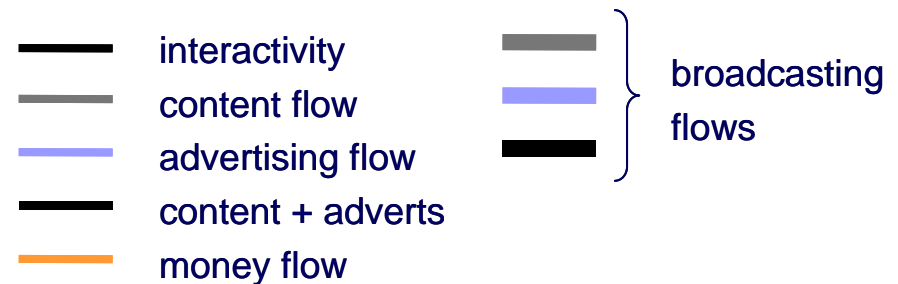 interactivity
content flow
advertising flow
content + adverts
money flow
broadcasting
flows